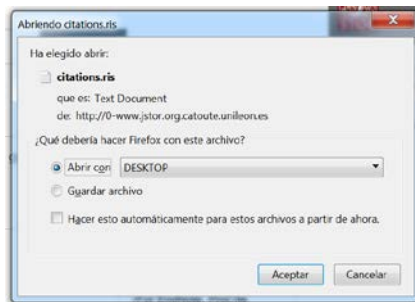 Abriendo citations.ris
Ha elegido abrir:
citations.ris
que es: Text Document
de: http://0-www.jstor.org.catoute.unileon.es
¿Qué debería hacer Firefox con este archivo?
Abrir con DESKTOP
Guardar archivo
Hacer esto automáticamente para estos archivos a partir de ahora.
Aceptar Cancelar